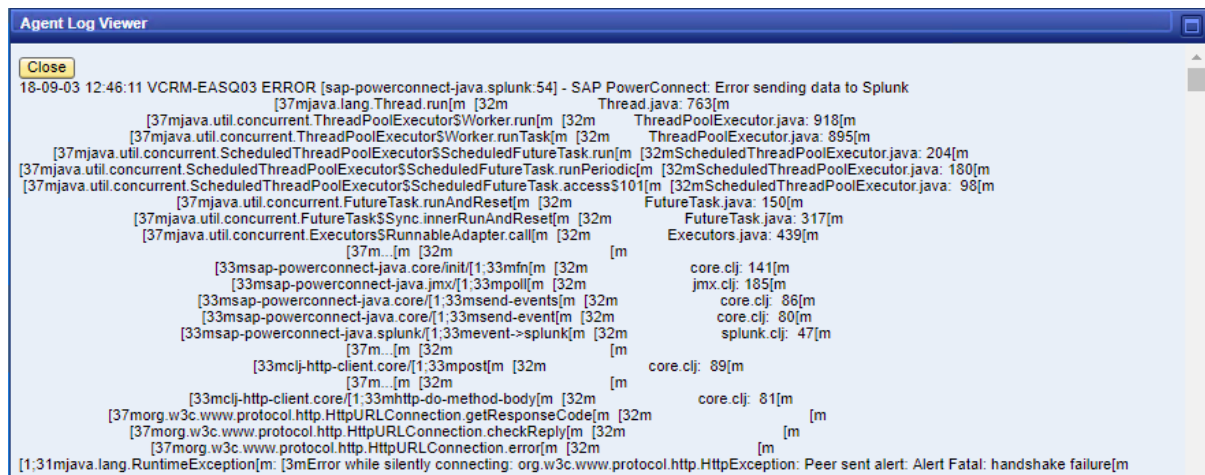 Agent Log Viewer
Close
18-09-03 12:46:11 VCRM-EASQ03 ERROR [sap-powerconnect-java.splunk:54] - SAP PowerConnect: Error sending data to Splunk
[37mjava.lang.Thread.run[m [32m Thread.java: 763[m
[37mjava.util.concurrent.ThreadPoolExecutor$Worker.run[m [32m ThreadPoolExecutor.java: 918[m
[37mjava.util.concurrent.ThreadPoolExecutor$Worker.runTask[m [32m ThreadPoolExecutor.java: 895[m
[37mjava.util.concurrent.ScheduledThreadPoolExecutor$ScheduledFutureTask.run[m [32mScheduledThreadPoolExecutor.java: 204[m
[37mjava.util.concurrent.ScheduledThreadPoolExecutor$ScheduledFutureTask.runPeriodic[m [32mScheduledThreadPoolExecutor.java: 180[m
[37mjava.util.concurrent.ScheduledThreadPoolExecutor$ScheduledFutureTask.access$101[m [32mScheduledThreadPoolExecutor.java: 98[m
[37mjava.util.concurrent.FutureTask.runAndReset[m [32m FutureTask.java: 150[m
[37mjava.util.concurrent.FutureTask$Sync.innerRunAndReset[m [32m FutureTask.java: 317[m
[37mjava.util.concurrent.Executors$RunnableAdapter.call[m [32m Executors.java: 439[m
[37m...[m [32m [m
[33msap-powerconnect-java.core/init/[1;33mfn[m [32m core.clj: 141[m
[33msap-powerconnect-java.jmx/[1;33mpoll[m [32m jmx.clj: 185[m
[33msap-powerconnect-java.core/[1;33msend-events[m [32m core.clj: 86[m
[33msap-powerconnect-java.core/[1;33msend-event[m [32m core.clj: 80[m
[33msap-powerconnect-java.splunk/[1;33mevent->splunk[m [32m splunk.clj: 47[m
[37m...[m [32m [m
[33mclj-http-client.core/[1;33mpost[m [32m core.clj: 89[m
[37m...[m [32m [m
[33mclj-http-client.core/[1;33mhttp-do-method-body[m [32m core.clj: 81[m
[37morg.w3c.www.protocol.http.HttpURLConnection.getResponseCode[m [32m [m
[37morg.w3c.www.protocol.http.HttpURLConnection.checkReply[m [32m [m
[37morg.w3c.www.protocol.http.HttpURLConnection.error[m [32m [m
[1;31mjava.lang.RuntimeException[m: [3mError while silently connecting: org.w3c.www.protocol.http.HttpException: Peer sent alert: Alert Fatal: handshake failure[m